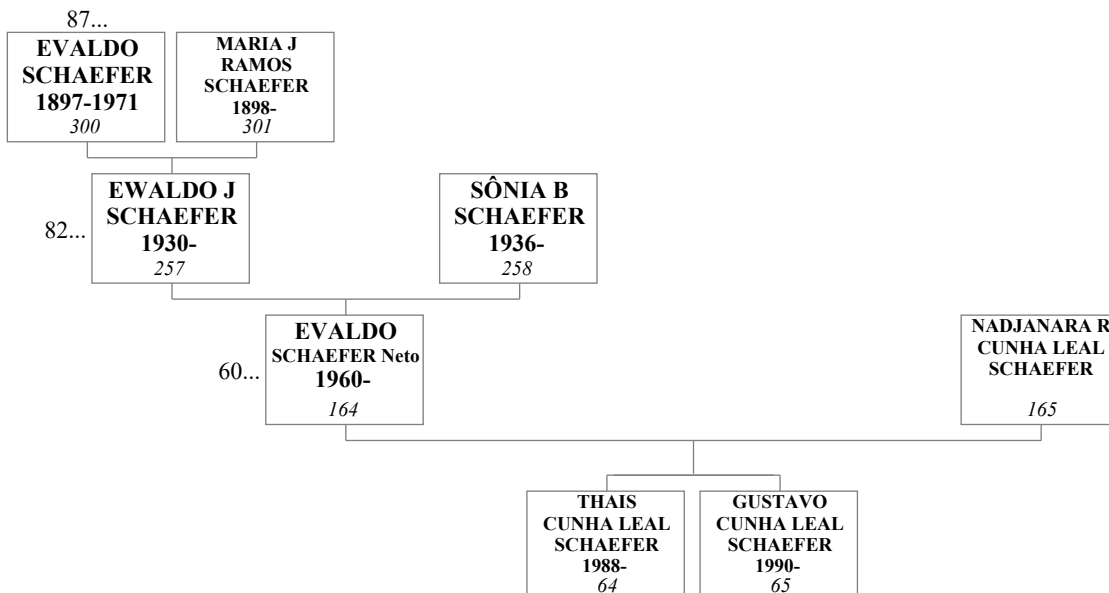 87...
EVALDO
SCHAEFER
1897-1971
300
MARIA J
RAMOS
SCHAEFER
1898-
301
82...
EWALDO J
SCHAEFER
1930-
257
SÔNIA B
SCHAEFER
1936-
258
60...
EVALDO
SCHAEFER Neto
1960-
164
NADJANARA R
CUNHA LEAL
SCHAEFER
165
THAIS
CUNHA LEAL
SCHAEFER
1988-
64
GUSTAVO
CUNHA LEAL
SCHAEFER
1990-
65